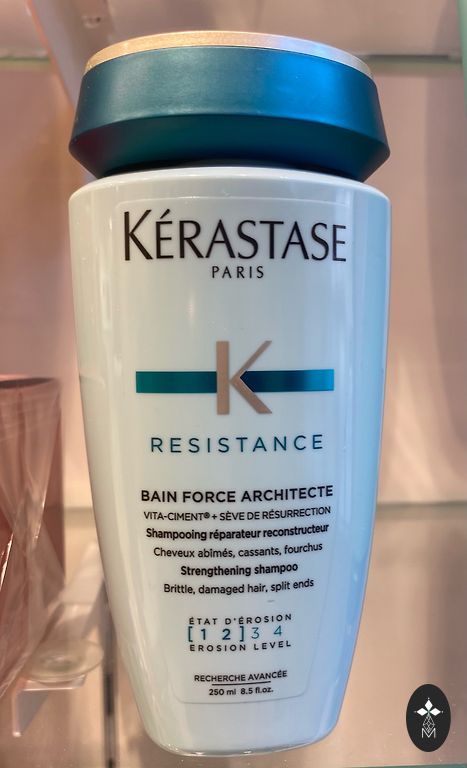 KÉRASTASE
PARIS
K
RESISTANCE
BAIN FORCE ARCHITECTE
VITA-CIMENT® + SÈVE DE RÉSURRECTION
Shampooing réparateur reconstructeur
Cheveux abîmés, cassants, fourchus
Strengthening shampoo
Brittle, damaged hair, split ends
ÉTAT D'ÉROSION
[1 2] 3 4
EROSION LEVEL
RECHERCHE AVANCÉE
250 ml 8.5 fl.oz.
M